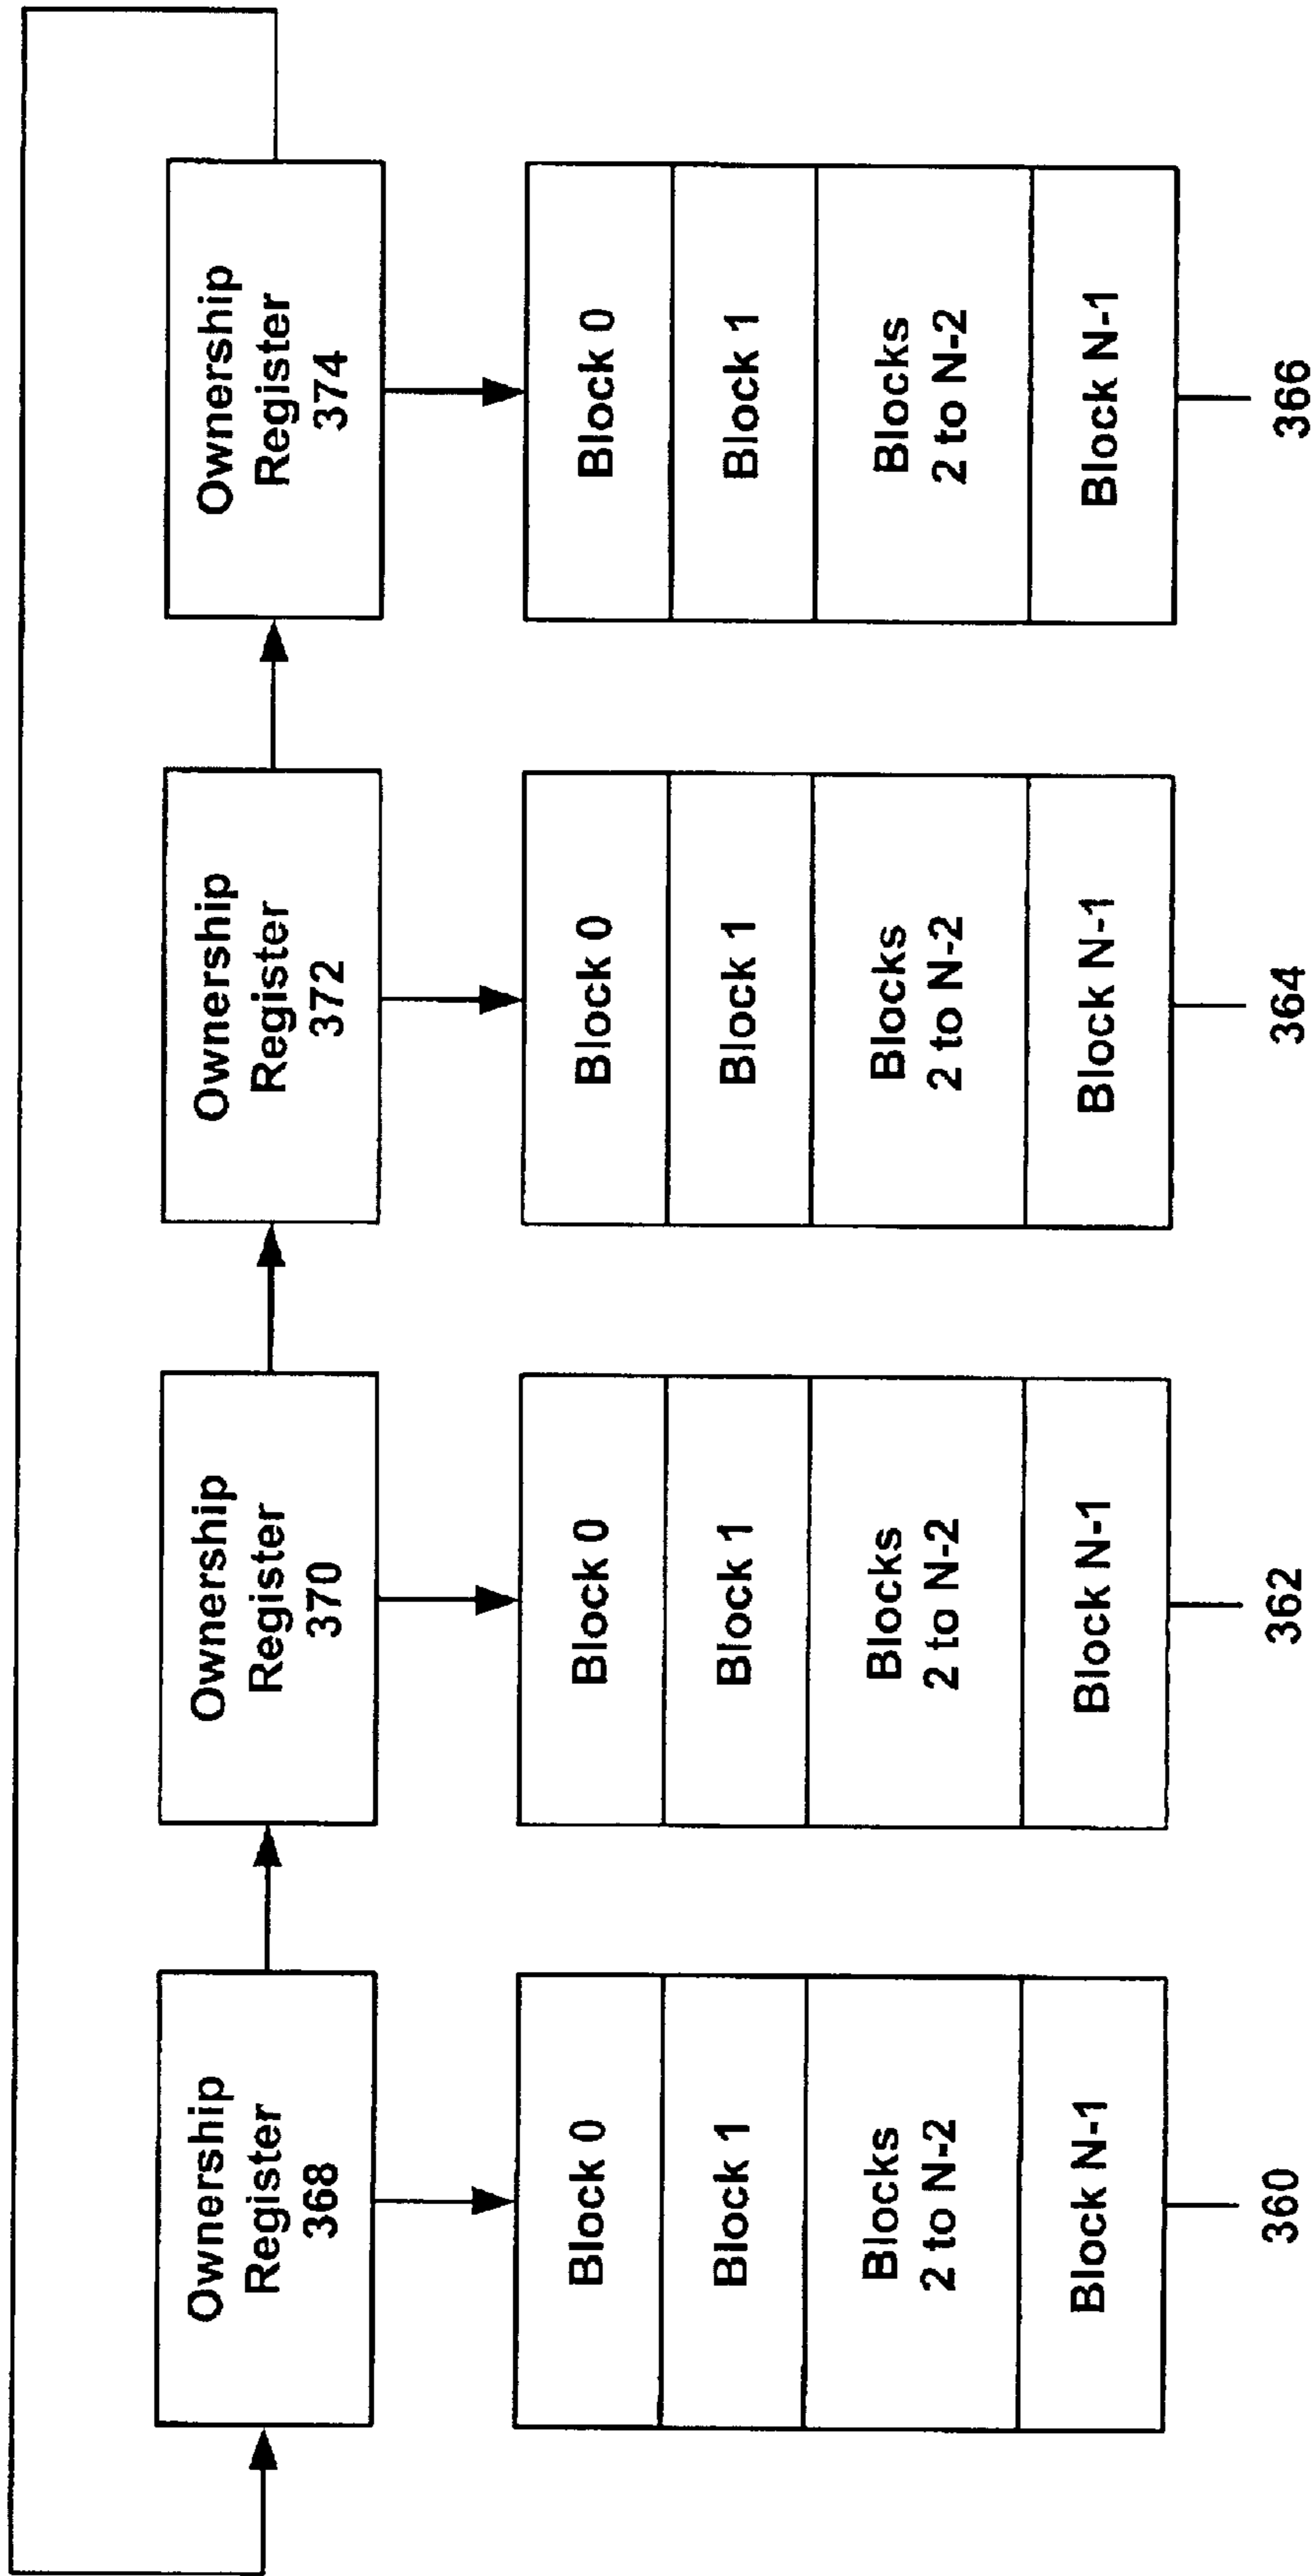 Ownership
Register
368
Block 0
Block 1
Blocks
2 to N-2
Block N-1
360
Ownership
Register
370
Block 0
Block 1
Blocks
2 to N-2
Block N-1
362
Ownership
Register
372
Block 0
Block 1
Blocks
2 to N-2
Block N-1
364
Ownership
Register
374
Block 0
Block 1
Blocks
2 to N-2
Block N-1
366